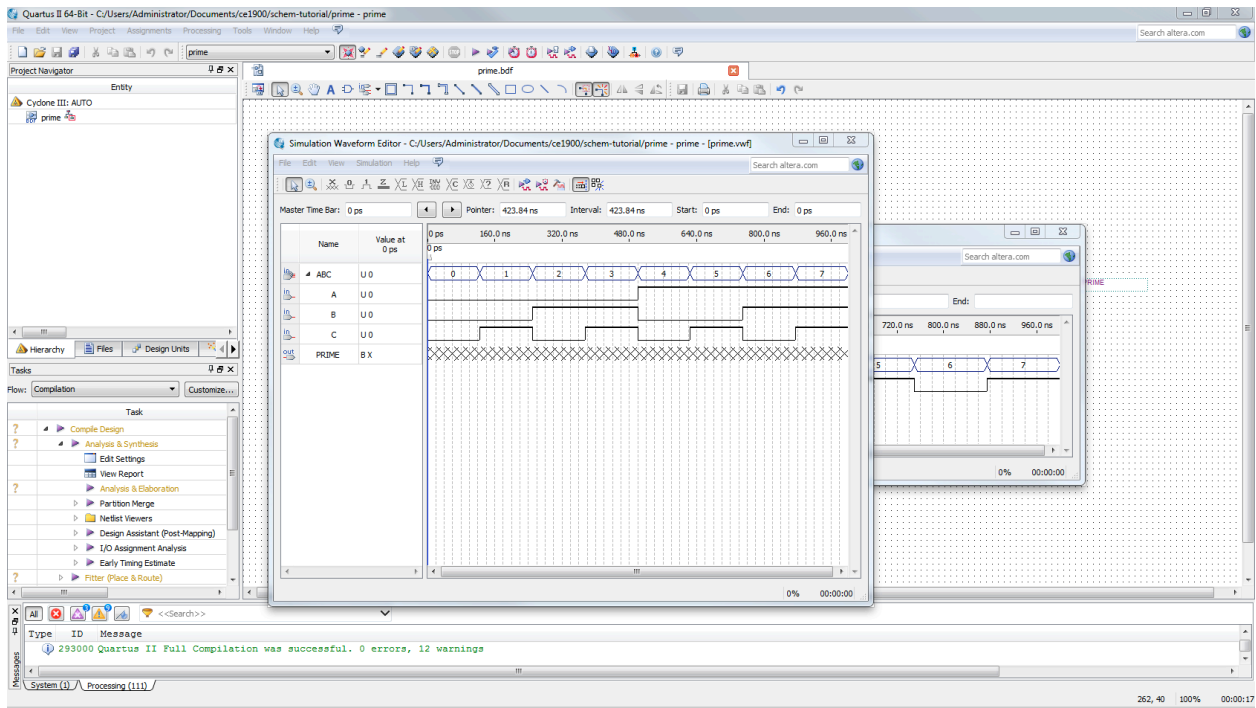 Quartus II 64-Bit - C:/Users/Administrator/Documents/ce1900/schem-tutorial/prime - prime
File Edit View Project Assignments Processing Tools Window Help
Search altera.com
prime
Project Navigator
prime.bdf
Entity
Cyclone III: AUTO
prime
Hierarchy Files Design Units
Tasks
Flow: Compilation Customize...
Task
? Compile Design
? Analysis & Synthesis
Edit Settings
View Report
? Analysis & Elaboration
Partition Merge
Netlist Viewers
Design Assistant (Post-Mapping)
I/O Assignment Analysis
Early Timing Estimate
? Fitter (Place & Route)
Simulation Waveform Editor - C:/Users/Administrator/Documents/ce1900/schem-tutorial/prime - prime - [prime.vwf]
File Edit View Simulation Help
Search altera.com
Master Time Bar: 0 ps Pointer: 423.84 ns Interval: 423.84 ns Start: 0 ps End: 0 ps
Name Value at 0 ps
0 ps 160.0 ns 320.0 ns 480.0 ns 640.0 ns 800.0 ns 960.0 ns
0 ps
ABC U 0 0 1 2 3 4 5 6 7
A U 0
B U 0
C U 0
PRIME B X
0% 00:00:00
Search altera.com
PRIME
End:
720.0 ns 800.0 ns 880.0 ns 960.0 ns
5 6 7
0% 00:00:00
All <<Search>>
Type ID Message
293000 Quartus II Full Compilation was successful. 0 errors, 12 warnings
Messages
System (1) Processing (111)
262, 40 100% 00:00:17